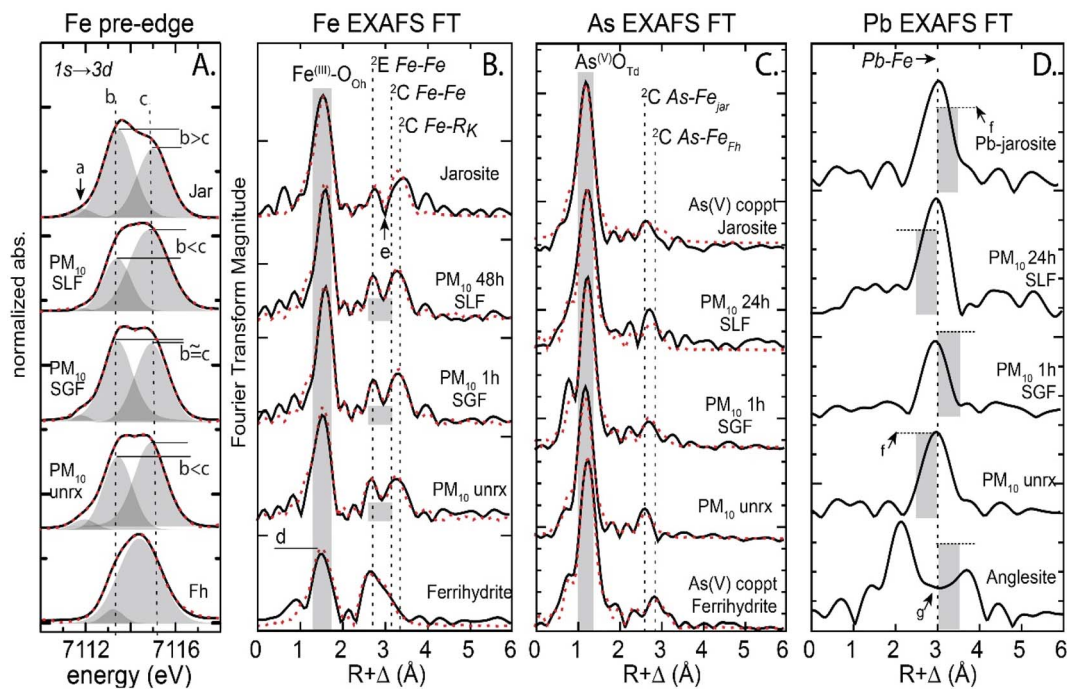 Fe pre-edge
Fe EXAFS FT
As EXAFS FT
Pb EXAFS FT
A.
1s→3d
b
c
b>c
a
Jar
b<c
PM10
SLF
b≅c
PM10
SGF
b<c
PM10
unrx
Fh
normalized abs.
7112
7116
energy (eV)
B.
Fe(III)-OOh
2E Fe-Fe
2C Fe-Fe
2C Fe-RK
Jarosite
e
PM10 48h
SLF
PM10 1h
SGF
PM10 unrx
d
Ferrihydrite
Fourier Transform Magnitude
0 1 2 3 4 5 6
R+Δ (Å)
C.
As(V)OTd
2C As-Fejar
2C As-FeFh
As(V) coppt
Jarosite
PM10 24h
SLF
PM10 1h
SGF
PM10 unrx
As(V) coppt
Ferrihydrite
0 1 2 3 4 5 6
R+Δ (Å)
D.
Pb-Fe→
f
Pb-jarosite
PM10 24h
SLF
PM10 1h
SGF
f
PM10 unrx
Anglesite
g
0 1 2 3 4 5 6
R+Δ (Å)